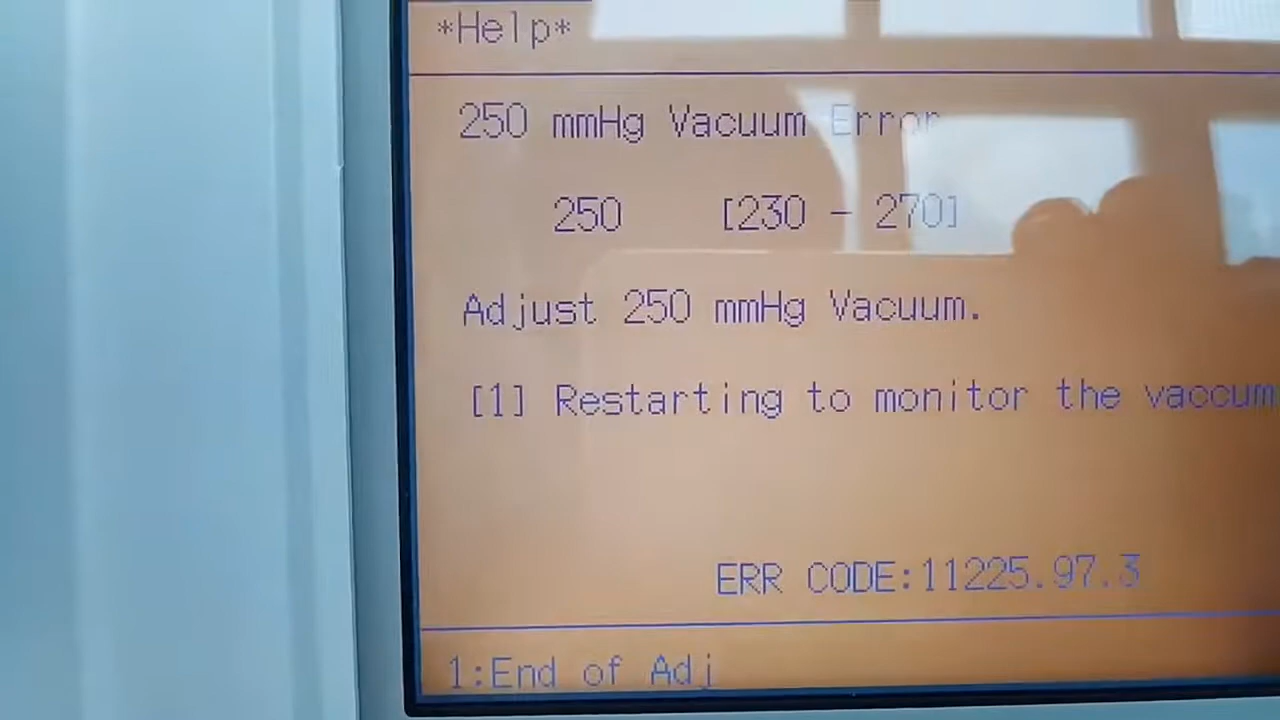 *Help*
250 mmHg Vacuum Error
250 [230 - 270]
Adjust 250 mmHg Vacuum.
[1] Restarting to monitor the vaccum
ERR CODE:11225.97.3
1:End of Adj